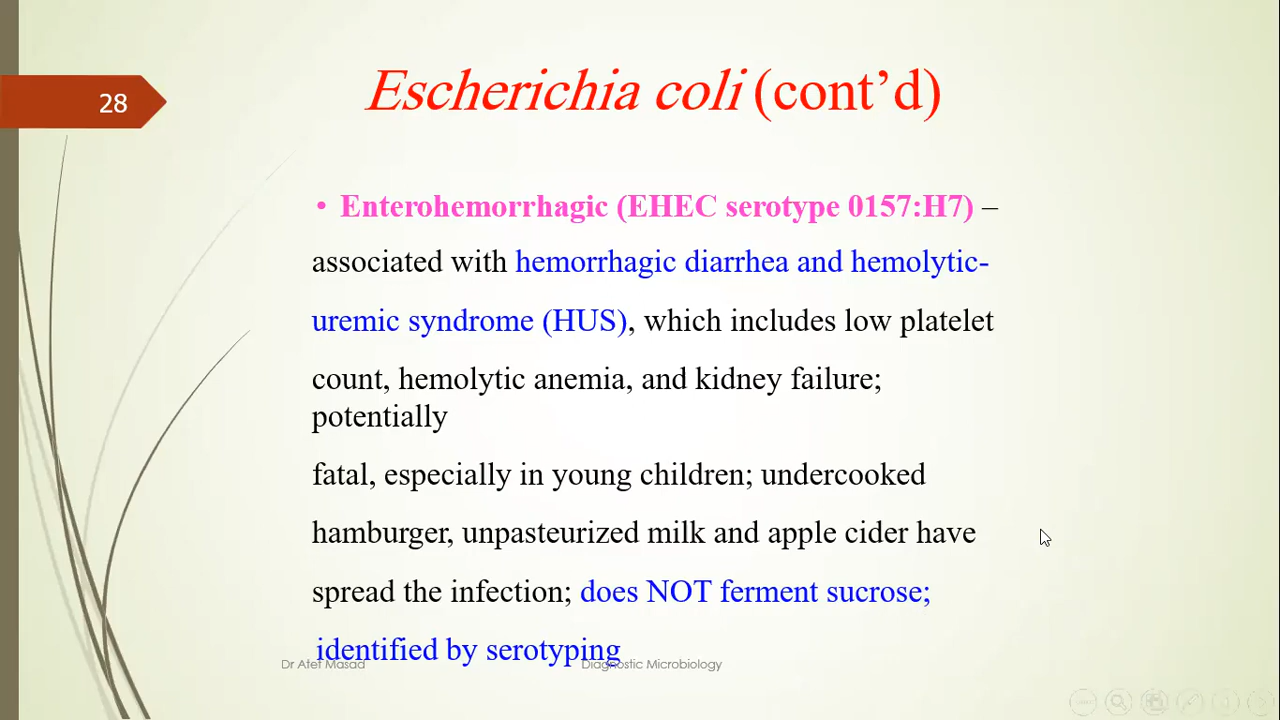 28
Escherichia coli (cont’d)
• Enterohemorrhagic (EHEC serotype 0157:H7) –
associated with hemorrhagic diarrhea and hemolytic-
uremic syndrome (HUS), which includes low platelet
count, hemolytic anemia, and kidney failure;
potentially
fatal, especially in young children; undercooked
hamburger, unpasteurized milk and apple cider have
spread the infection; does NOT ferment sucrose;
identified by serotyping
Dr Atef Masad
Diagnostic Microbiology